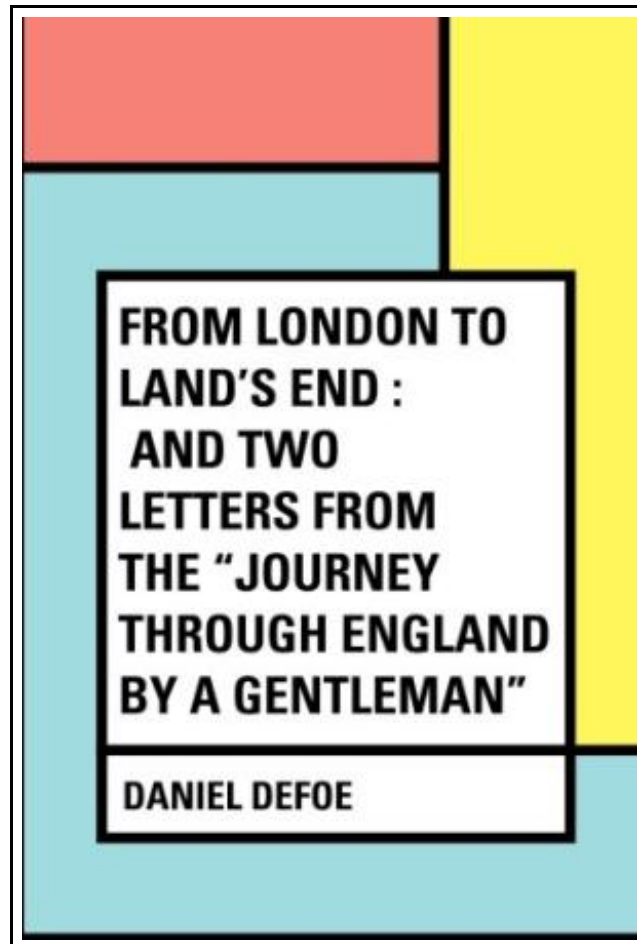 FROM LONDON TO
LAND'S END :
AND TWO
LETTERS FROM
THE “JOURNEY
THROUGH ENGLAND
BY A GENTLEMAN”
DANIEL DEFOE